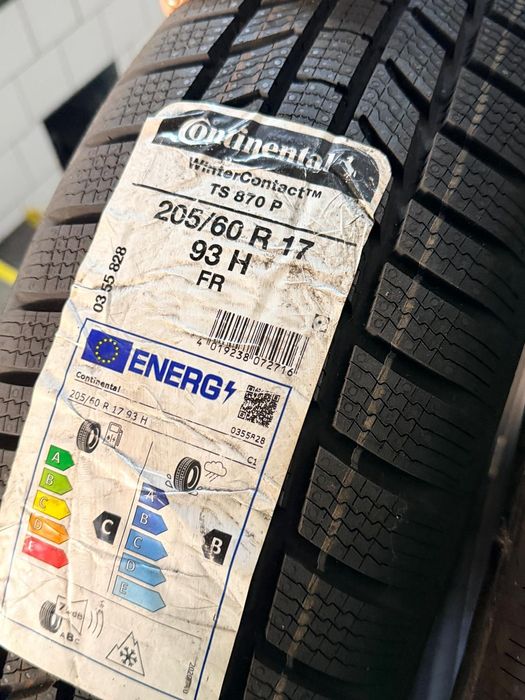 Continental
WinterContact™
TS 870 P
205/60 R 17
93 H
FR
03 55 828
4 019238 072716
ENERG
Continental
0355828
205/60 R 17 93 H
C1
A
B
C
D
E
C
A
B
C
D
E
B
ABC